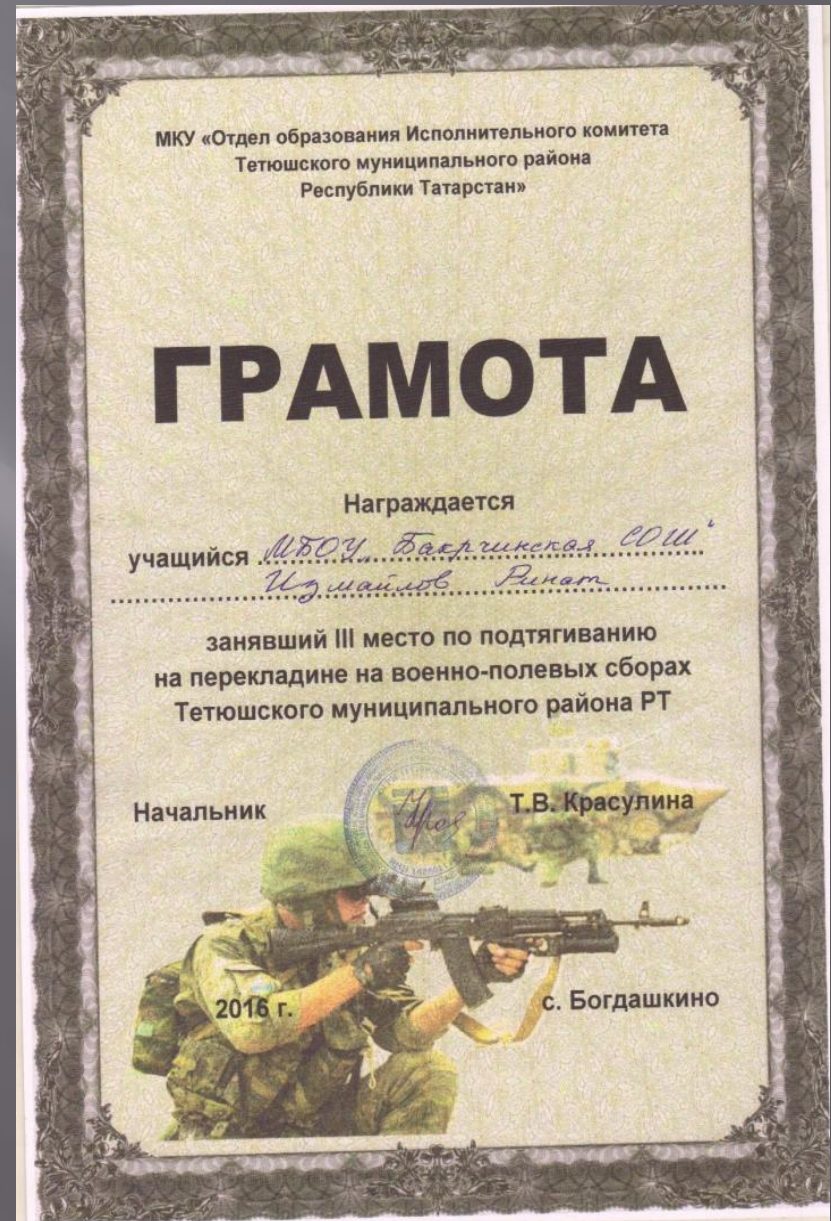 МКУ «Отдел образования Исполнительного комитета
Тетюшского муниципального района
Республики Татарстан»
ГРАМОТА
Награждается
учащийся МБОУ „Бакрчинская СОШ“
Измайлов Ринат
занявший III место по подтягиванию
на перекладине на военно-полевых сборах
Тетюшского муниципального района РТ
Начальник Т.В. Красулина
2016 г. с. Богдашкино